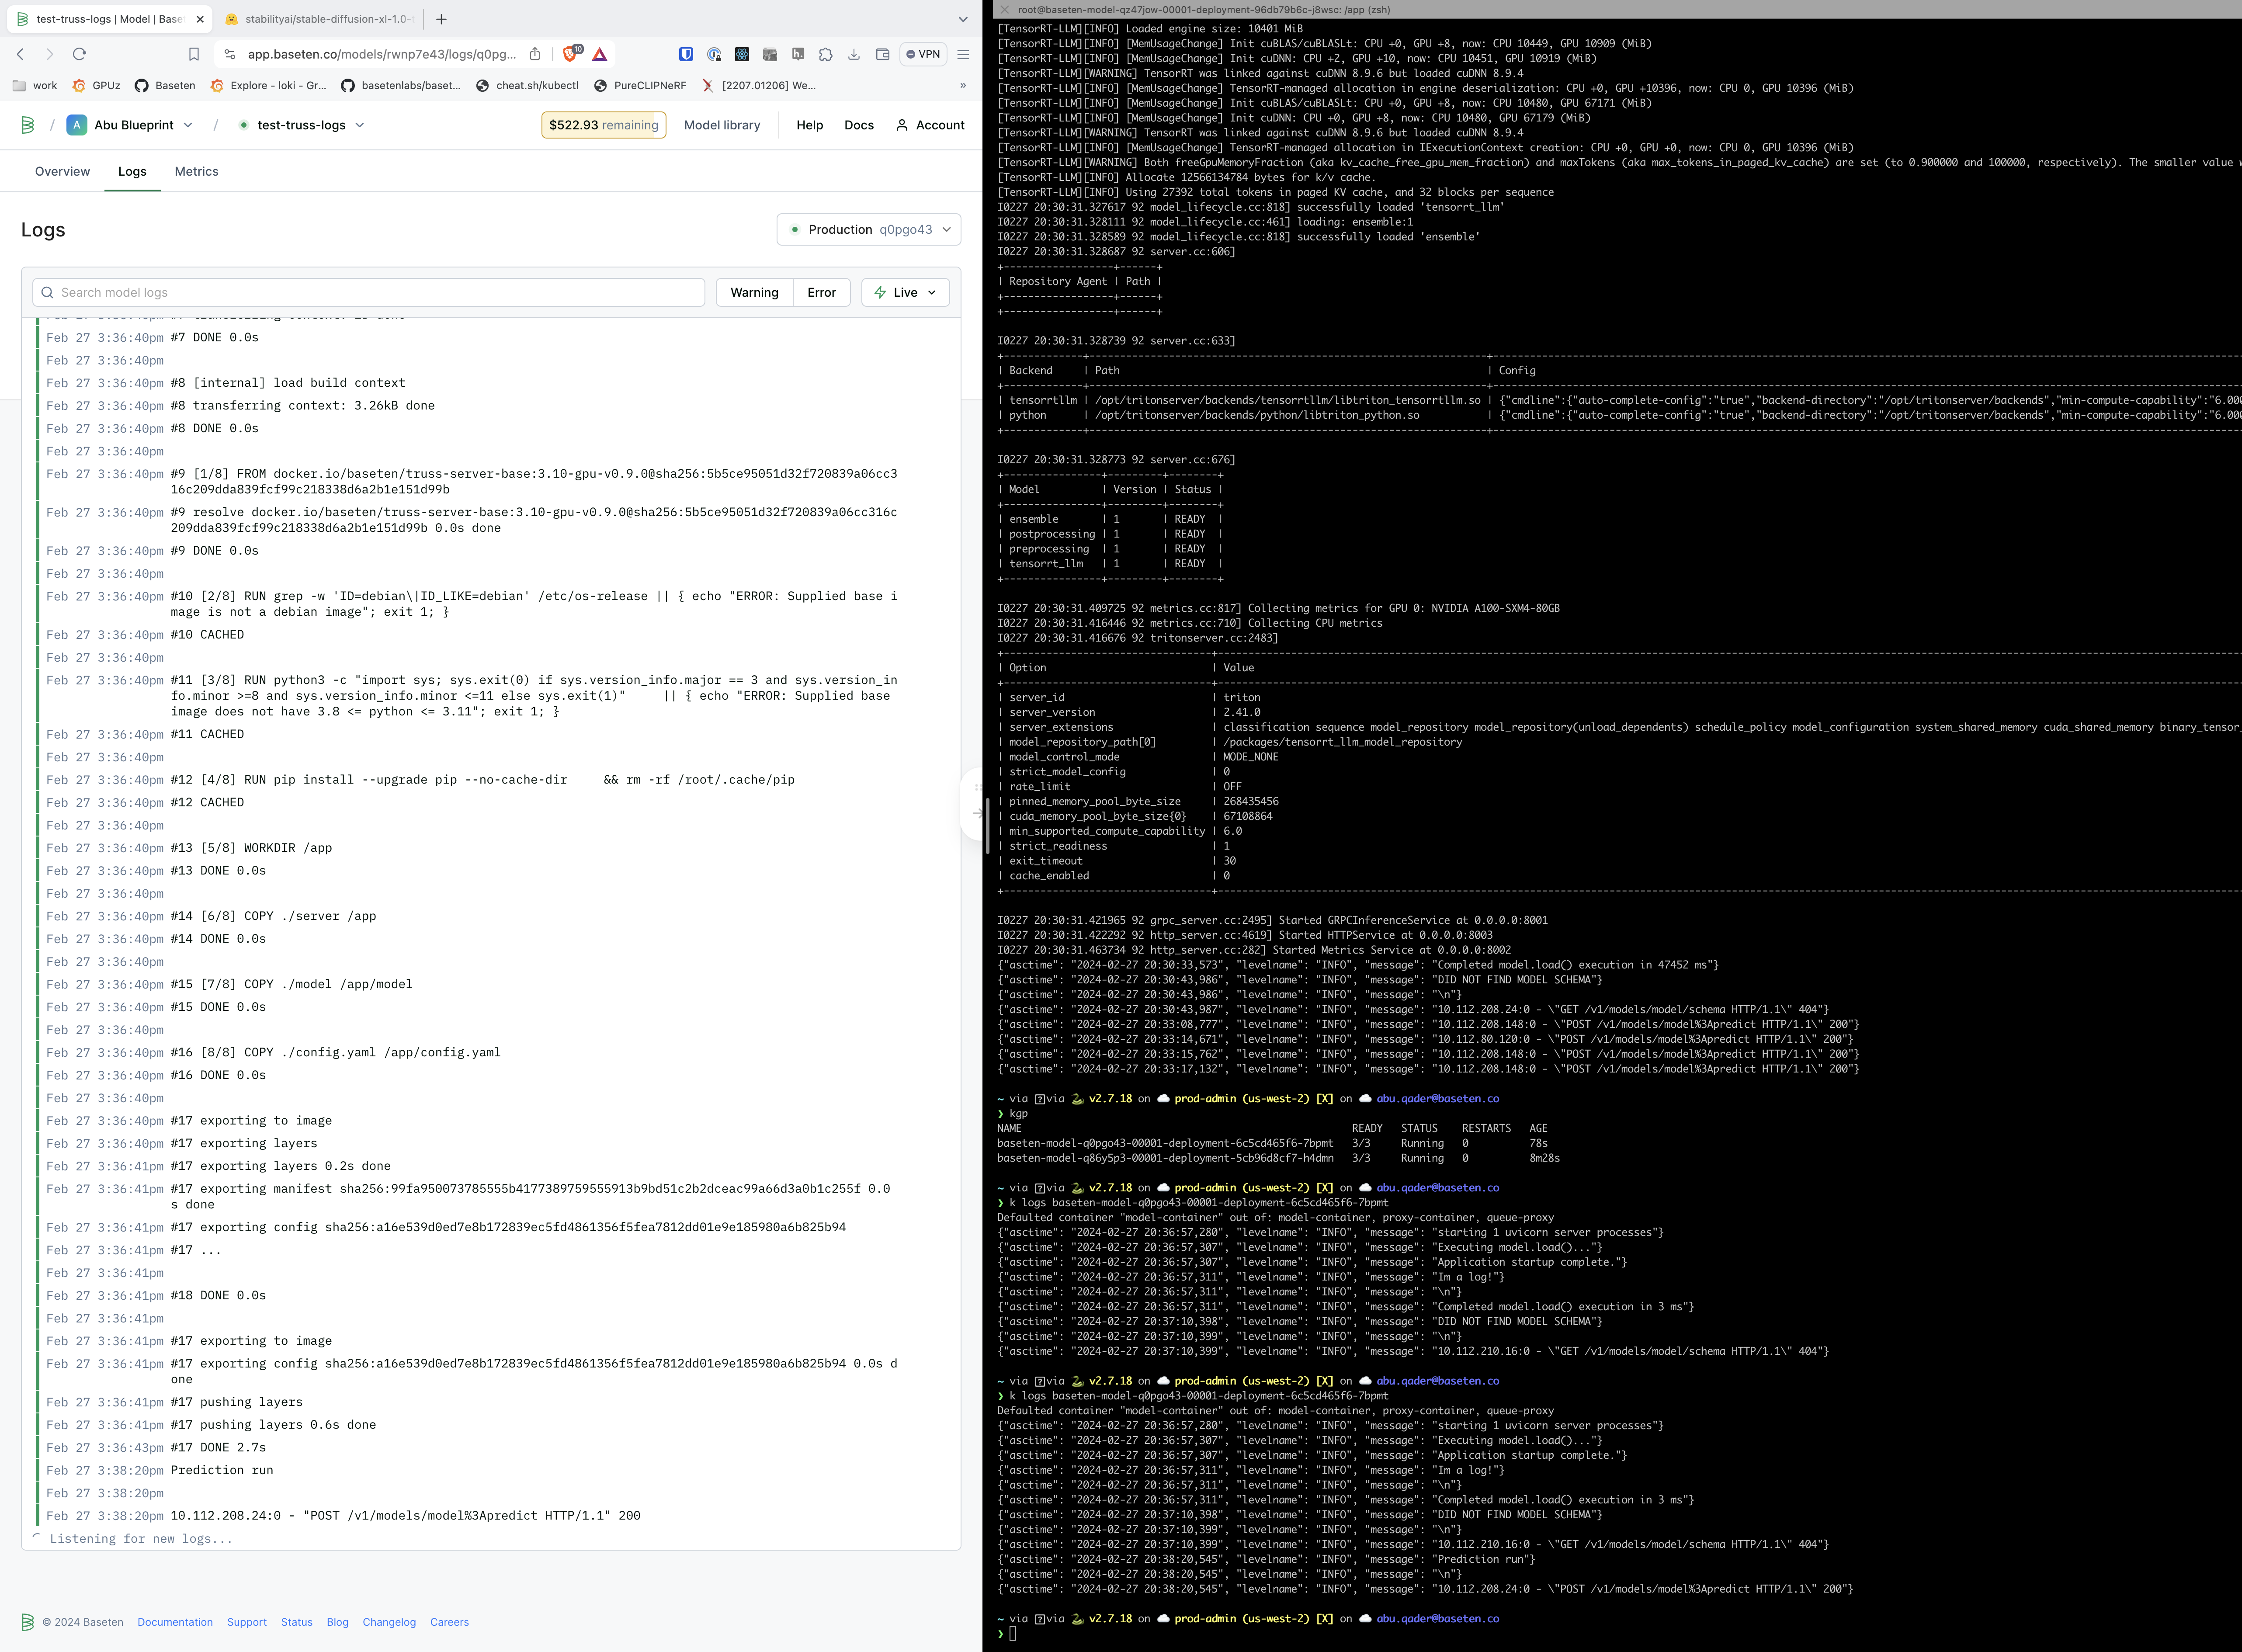 test-truss-logs | Model | Base
stabilityai/stable-diffusion-xl-1.0-
app.baseten.co/models/rwnp7e43/logs/q0pg...
10
VPN
work
GPUz
Baseten
Explore - loki - Gr...
basetenlabs/baset...
cheat.sh/kubectl
PureCLIPNeRF
[2207.01206] We...
»
/ A Abu Blueprint / test-truss-logs
$522.93 remaining
Model library
Help
Docs
Account
Overview
Logs
Metrics
Logs
Production q0pgo43
Search model logs
Warning
Error
Live
Feb 27 3:36:40pm #7 DONE 0.0s
Feb 27 3:36:40pm
Feb 27 3:36:40pm #8 [internal] load build context
Feb 27 3:36:40pm #8 transferring context: 3.26kB done
Feb 27 3:36:40pm #8 DONE 0.0s
Feb 27 3:36:40pm
Feb 27 3:36:40pm #9 [1/8] FROM docker.io/baseten/truss-server-base:3.10-gpu-v0.9.0@sha256:5b5ce95051d32f720839a06cc3
16c209dda839fcf99c218338d6a2b1e151d99b
Feb 27 3:36:40pm #9 resolve docker.io/baseten/truss-server-base:3.10-gpu-v0.9.0@sha256:5b5ce95051d32f720839a06cc316c
209dda839fcf99c218338d6a2b1e151d99b 0.0s done
Feb 27 3:36:40pm #9 DONE 0.0s
Feb 27 3:36:40pm
Feb 27 3:36:40pm #10 [2/8] RUN grep -w 'ID=debian\|ID_LIKE=debian' /etc/os-release || { echo "ERROR: Supplied base i
mage is not a debian image"; exit 1; }
Feb 27 3:36:40pm #10 CACHED
Feb 27 3:36:40pm
Feb 27 3:36:40pm #11 [3/8] RUN python3 -c "import sys; sys.exit(0) if sys.version_info.major == 3 and sys.version_in
fo.minor >=8 and sys.version_info.minor <=11 else sys.exit(1)" || { echo "ERROR: Supplied base
image does not have 3.8 <= python <= 3.11"; exit 1; }
Feb 27 3:36:40pm #11 CACHED
Feb 27 3:36:40pm
Feb 27 3:36:40pm #12 [4/8] RUN pip install --upgrade pip --no-cache-dir && rm -rf /root/.cache/pip
Feb 27 3:36:40pm #12 CACHED
Feb 27 3:36:40pm
Feb 27 3:36:40pm #13 [5/8] WORKDIR /app
Feb 27 3:36:40pm #13 DONE 0.0s
Feb 27 3:36:40pm
Feb 27 3:36:40pm #14 [6/8] COPY ./server /app
Feb 27 3:36:40pm #14 DONE 0.0s
Feb 27 3:36:40pm
Feb 27 3:36:40pm #15 [7/8] COPY ./model /app/model
Feb 27 3:36:40pm #15 DONE 0.0s
Feb 27 3:36:40pm
Feb 27 3:36:40pm #16 [8/8] COPY ./config.yaml /app/config.yaml
Feb 27 3:36:40pm #16 DONE 0.0s
Feb 27 3:36:40pm
Feb 27 3:36:40pm #17 exporting to image
Feb 27 3:36:40pm #17 exporting layers
Feb 27 3:36:41pm #17 exporting layers 0.2s done
Feb 27 3:36:41pm #17 exporting manifest sha256:99fa950073785555b4177389759555913b9bd51c2b2dceac99a66d3a0b1c255f 0.0
s done
Feb 27 3:36:41pm #17 exporting config sha256:a16e539d0ed7e8b172839ec5fd4861356f5fea7812dd01e9e185980a6b825b94
Feb 27 3:36:41pm #17 ...
Feb 27 3:36:41pm
Feb 27 3:36:41pm #18 DONE 0.0s
Feb 27 3:36:41pm
Feb 27 3:36:41pm #17 exporting to image
Feb 27 3:36:41pm #17 exporting config sha256:a16e539d0ed7e8b172839ec5fd4861356f5fea7812dd01e9e185980a6b825b94 0.0s d
one
Feb 27 3:36:41pm #17 pushing layers
Feb 27 3:36:41pm #17 pushing layers 0.6s done
Feb 27 3:36:43pm #17 DONE 2.7s
Feb 27 3:38:20pm Prediction run
Feb 27 3:38:20pm
Feb 27 3:38:20pm 10.112.208.24:0 - "POST /v1/models/model%3Apredict HTTP/1.1" 200
Listening for new logs...
© 2024 Baseten Documentation Support Status Blog Changelog Careers
root@baseten-model-qz47jow-00001-deployment-96db79b6c-j8wsc: /app (zsh)
[TensorRT-LLM][INFO] Loaded engine size: 10401 MiB
[TensorRT-LLM][INFO] [MemUsageChange] Init cuBLAS/cuBLASLt: CPU +0, GPU +8, now: CPU 10449, GPU 10909 (MiB)
[TensorRT-LLM][INFO] [MemUsageChange] Init cuDNN: CPU +2, GPU +10, now: CPU 10451, GPU 10919 (MiB)
[TensorRT-LLM][WARNING] TensorRT was linked against cuDNN 8.9.6 but loaded cuDNN 8.9.4
[TensorRT-LLM][INFO] [MemUsageChange] TensorRT-managed allocation in engine deserialization: CPU +0, GPU +10396, now: CPU 0, GPU 10396 (MiB)
[TensorRT-LLM][INFO] [MemUsageChange] Init cuBLAS/cuBLASLt: CPU +0, GPU +8, now: CPU 10480, GPU 67171 (MiB)
[TensorRT-LLM][INFO] [MemUsageChange] Init cuDNN: CPU +0, GPU +8, now: CPU 10480, GPU 67179 (MiB)
[TensorRT-LLM][WARNING] TensorRT was linked against cuDNN 8.9.6 but loaded cuDNN 8.9.4
[TensorRT-LLM][INFO] [MemUsageChange] TensorRT-managed allocation in IExecutionContext creation: CPU +0, GPU +0, now: CPU 0, GPU 10396 (MiB)
[TensorRT-LLM][WARNING] Both freeGpuMemoryFraction (aka kv_cache_free_gpu_mem_fraction) and maxTokens (aka max_tokens_in_paged_kv_cache) are set (to 0.900000 and 100000, respectively). The smaller value
[TensorRT-LLM][INFO] Allocate 12566134784 bytes for k/v cache.
[TensorRT-LLM][INFO] Using 27392 total tokens in paged KV cache, and 32 blocks per sequence
I0227 20:30:31.327617 92 model_lifecycle.cc:818] successfully loaded 'tensorrt_llm'
I0227 20:30:31.328111 92 model_lifecycle.cc:461] loading: ensemble:1
I0227 20:30:31.328589 92 model_lifecycle.cc:818] successfully loaded 'ensemble'
I0227 20:30:31.328687 92 server.cc:606]
+------------------+------+
| Repository Agent | Path |
+------------------+------+
+------------------+------+
I0227 20:30:31.328739 92 server.cc:633]
| Backend | Path | Config
| tensorrtllm | /opt/tritonserver/backends/tensorrtllm/libtriton_tensorrtllm.so | {"cmdline":{"auto-complete-config":"true","backend-directory":"/opt/tritonserver/backends","min-compute-capability":"6.00
| python | /opt/tritonserver/backends/python/libtriton_python.so | {"cmdline":{"auto-complete-config":"true","backend-directory":"/opt/tritonserver/backends","min-compute-capability":"6.00
I0227 20:30:31.328773 92 server.cc:676]
+----------------+---------+--------+
| Model | Version | Status |
+----------------+---------+--------+
| ensemble | 1 | READY |
| postprocessing | 1 | READY |
| preprocessing | 1 | READY |
| tensorrt_llm | 1 | READY |
+----------------+---------+--------+
I0227 20:30:31.409725 92 metrics.cc:817] Collecting metrics for GPU 0: NVIDIA A100-SXM4-80GB
I0227 20:30:31.416446 92 metrics.cc:710] Collecting CPU metrics
I0227 20:30:31.416676 92 tritonserver.cc:2483]
| Option | Value
| server_id | triton
| server_version | 2.41.0
| server_extensions | classification sequence model_repository model_repository(unload_dependents) schedule_policy model_configuration system_shared_memory cuda_shared_memory binary_tensor_
| model_repository_path[0] | /packages/tensorrt_llm_model_repository
| model_control_mode | MODE_NONE
| strict_model_config | 0
| rate_limit | OFF
| pinned_memory_pool_byte_size | 268435456
| cuda_memory_pool_byte_size{0} | 67108864
| min_supported_compute_capability | 6.0
| strict_readiness | 1
| exit_timeout | 30
| cache_enabled | 0
I0227 20:30:31.421965 92 grpc_server.cc:2495] Started GRPCInferenceService at 0.0.0.0:8001
I0227 20:30:31.422292 92 http_server.cc:4619] Started HTTPService at 0.0.0.0:8003
I0227 20:30:31.463734 92 http_server.cc:282] Started Metrics Service at 0.0.0.0:8002
{"asctime": "2024-02-27 20:30:33,573", "levelname": "INFO", "message": "Completed model.load() execution in 47452 ms"}
{"asctime": "2024-02-27 20:30:43,986", "levelname": "INFO", "message": "DID NOT FIND MODEL SCHEMA"}
{"asctime": "2024-02-27 20:30:43,986", "levelname": "INFO", "message": "\n"}
{"asctime": "2024-02-27 20:30:43,987", "levelname": "INFO", "message": "10.112.208.24:0 - \"GET /v1/models/model/schema HTTP/1.1\" 404"}
{"asctime": "2024-02-27 20:33:08,777", "levelname": "INFO", "message": "10.112.208.148:0 - \"POST /v1/models/model%3Apredict HTTP/1.1\" 200"}
{"asctime": "2024-02-27 20:33:14,671", "levelname": "INFO", "message": "10.112.80.120:0 - \"POST /v1/models/model%3Apredict HTTP/1.1\" 200"}
{"asctime": "2024-02-27 20:33:15,762", "levelname": "INFO", "message": "10.112.208.148:0 - \"POST /v1/models/model%3Apredict HTTP/1.1\" 200"}
{"asctime": "2024-02-27 20:33:17,132", "levelname": "INFO", "message": "10.112.208.148:0 - \"POST /v1/models/model%3Apredict HTTP/1.1\" 200"}
~ via via v2.7.18 on prod-admin (us-west-2) [X] on abu.qader@baseten.co
❯ kgp
NAME READY STATUS RESTARTS AGE
baseten-model-q0pgo43-00001-deployment-6c5cd465f6-7bpmt 3/3 Running 0 78s
baseten-model-q86y5p3-00001-deployment-5cb96d8cf7-h4dmn 3/3 Running 0 8m28s
~ via via v2.7.18 on prod-admin (us-west-2) [X] on abu.qader@baseten.co
❯ k logs baseten-model-q0pgo43-00001-deployment-6c5cd465f6-7bpmt
Defaulted container "model-container" out of: model-container, proxy-container, queue-proxy
{"asctime": "2024-02-27 20:36:57,280", "levelname": "INFO", "message": "starting 1 uvicorn server processes"}
{"asctime": "2024-02-27 20:36:57,307", "levelname": "INFO", "message": "Executing model.load()..."}
{"asctime": "2024-02-27 20:36:57,307", "levelname": "INFO", "message": "Application startup complete."}
{"asctime": "2024-02-27 20:36:57,311", "levelname": "INFO", "message": "Im a log!"}
{"asctime": "2024-02-27 20:36:57,311", "levelname": "INFO", "message": "\n"}
{"asctime": "2024-02-27 20:36:57,311", "levelname": "INFO", "message": "Completed model.load() execution in 3 ms"}
{"asctime": "2024-02-27 20:37:10,398", "levelname": "INFO", "message": "DID NOT FIND MODEL SCHEMA"}
{"asctime": "2024-02-27 20:37:10,399", "levelname": "INFO", "message": "\n"}
{"asctime": "2024-02-27 20:37:10,399", "levelname": "INFO", "message": "10.112.210.16:0 - \"GET /v1/models/model/schema HTTP/1.1\" 404"}
~ via via v2.7.18 on prod-admin (us-west-2) [X] on abu.qader@baseten.co
❯ k logs baseten-model-q0pgo43-00001-deployment-6c5cd465f6-7bpmt
Defaulted container "model-container" out of: model-container, proxy-container, queue-proxy
{"asctime": "2024-02-27 20:36:57,280", "levelname": "INFO", "message": "starting 1 uvicorn server processes"}
{"asctime": "2024-02-27 20:36:57,307", "levelname": "INFO", "message": "Executing model.load()..."}
{"asctime": "2024-02-27 20:36:57,307", "levelname": "INFO", "message": "Application startup complete."}
{"asctime": "2024-02-27 20:36:57,311", "levelname": "INFO", "message": "Im a log!"}
{"asctime": "2024-02-27 20:36:57,311", "levelname": "INFO", "message": "\n"}
{"asctime": "2024-02-27 20:36:57,311", "levelname": "INFO", "message": "Completed model.load() execution in 3 ms"}
{"asctime": "2024-02-27 20:37:10,398", "levelname": "INFO", "message": "DID NOT FIND MODEL SCHEMA"}
{"asctime": "2024-02-27 20:37:10,399", "levelname": "INFO", "message": "\n"}
{"asctime": "2024-02-27 20:37:10,399", "levelname": "INFO", "message": "10.112.210.16:0 - \"GET /v1/models/model/schema HTTP/1.1\" 404"}
{"asctime": "2024-02-27 20:38:20,545", "levelname": "INFO", "message": "Prediction run"}
{"asctime": "2024-02-27 20:38:20,545", "levelname": "INFO", "message": "\n"}
{"asctime": "2024-02-27 20:38:20,545", "levelname": "INFO", "message": "10.112.208.24:0 - \"POST /v1/models/model%3Apredict HTTP/1.1\" 200"}
~ via via v2.7.18 on prod-admin (us-west-2) [X] on abu.qader@baseten.co
❯